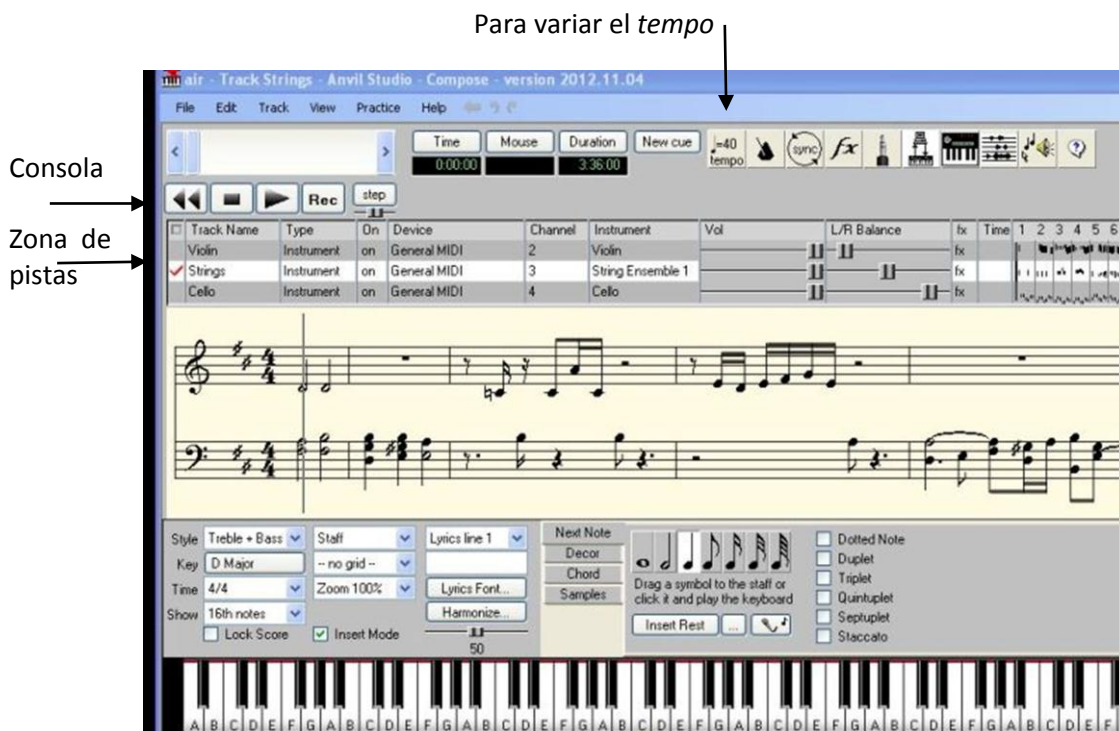 Para variar el tempo
air - Track Strings - Anvil Studio - Compose - version 2012.11.04
File Edit Track View Practice Help
Time Mouse Duration New cue =40 tempo sync fx
0:00:00 3:36:00
Consola
Rec step
Zona de pistas
Track Name Type On Device Channel Instrument Vol L/R Balance fx Time 1 2 3 4 5 6
Violin Instrument on General MIDI 2 Violin fx
Strings Instrument on General MIDI 3 String Ensemble 1 fx
Cello Instrument on General MIDI 4 Cello fx
4 4
4 4
Style Treble + Bass Staff Lyrics line 1 Next Note
Key D Major -- no grid -- Decor
Time 4/4 Zoom 100% Lyrics Font... Chord
Show 16th notes Harmonize... Samples
Lock Score Insert Mode 50
Drag a symbol to the staff or
click it and play the keyboard
Insert Rest ...
Dotted Note
Duplet
Triplet
Quintuplet
Septuplet
Staccato
A B C D E F G A B C D E F G A B C D E F G A B C D E F G A B C D E F G A B C D E F